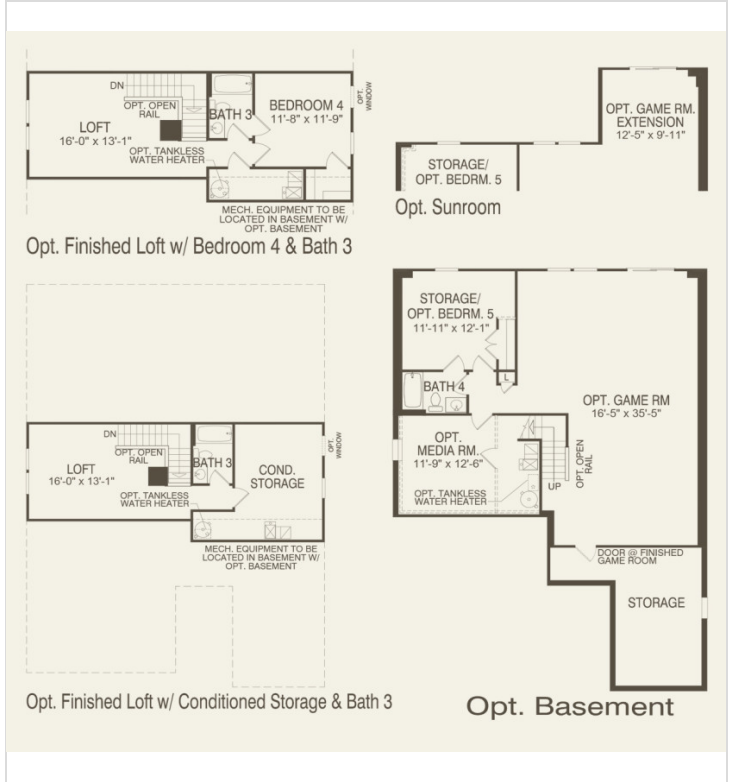 DN
OPT. OPEN
RAIL
LOFT
16'-0" x 13'-1"
BATH 3
BEDROOM 4
11'-8" x 11'-9"
OPT.
WINDOW
OPT. TANKLESS
WATER HEATER
MECH. EQUIPMENT TO BE
LOCATED IN BASEMENT W/
OPT. BASEMENT
Opt. Finished Loft w/ Bedroom 4 & Bath 3
OPT. GAME RM.
EXTENSION
12'-5" x 9'-11"
STORAGE/
OPT. BEDRM. 5
Opt. Sunroom
STORAGE/
OPT. BEDRM. 5
11'-11" x 12'-1"
BATH 4
L
OPT. GAME RM
16'-5" x 35'-5"
OPT.
MEDIA RM.
11'-9" x 12'-6"
OPT. TANKLESS
WATER HEATER
UP
OPT. OPEN
RAIL
DOOR @ FINISHED
GAME ROOM
STORAGE
Opt. Basement
DN
OPT. OPEN
RAIL
LOFT
16'-0" x 13'-1"
BATH 3
COND.
STORAGE
OPT.
WINDOW
OPT. TANKLESS
WATER HEATER
MECH. EQUIPMENT TO BE
LOCATED IN BASEMENT W/
OPT. BASEMENT
Opt. Finished Loft w/ Conditioned Storage & Bath 3